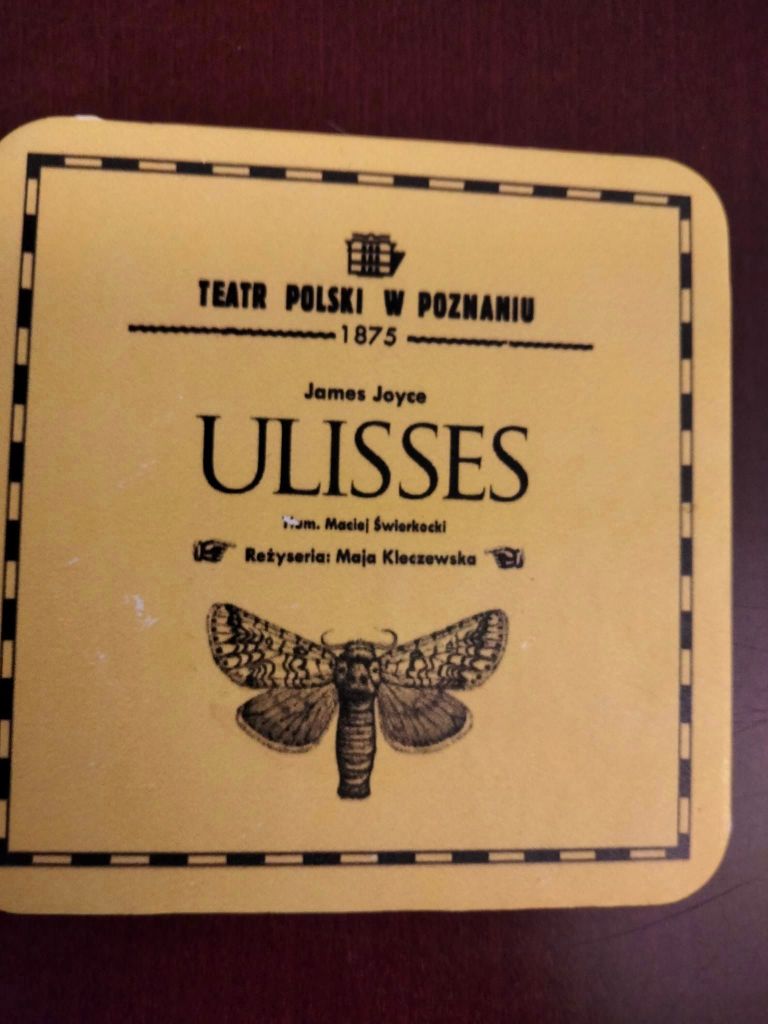 TEATR POLSKI W POZNANIU
1875
James Joyce
ULISSES
Maciej Świerkocki
Reżyseria: Maja Kleczewska